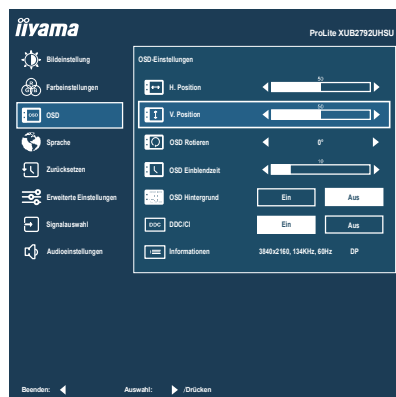 iiyama
ProLite XUB2792UHSU
Bildeinstellung
OSD-Einstellungen
Farbeinstellungen
H. Position
50
OSD
V. Position
50
Sprache
OSD Rotieren
0°
Zurücksetzen
OSD Einblendzeit
10
Erweiterte Einstellungen
OSD Hintergrund
Ein
Aus
Signalauswahl
DDC/CI
Ein
Aus
Audioeinstellungen
Informationen
3840x2160, 134KHz, 60Hz DP
Beenden:
Auswahl: /Drücken